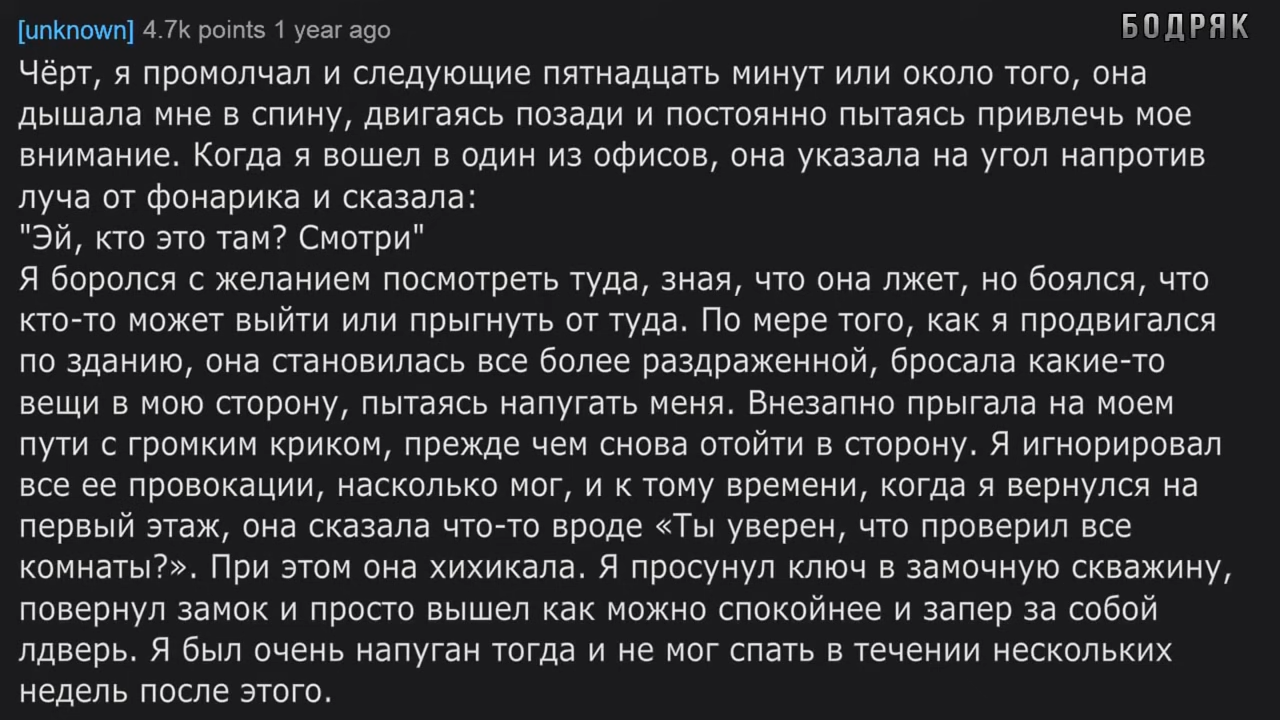 [unknown] 4.7k points 1 year ago
БОДРЯК
Чёрт, я промолчал и следующие пятнадцать минут или около того, она
дышала мне в спину, двигаясь позади и постоянно пытаясь привлечь мое
внимание. Когда я вошел в один из офисов, она указала на угол напротив
луча от фонарика и сказала:
"Эй, кто это там? Смотри"
Я боролся с желанием посмотреть туда, зная, что она лжет, но боялся, что
кто-то может выйти или прыгнуть от туда. По мере того, как я продвигался
по зданию, она становилась все более раздраженной, бросала какие-то
вещи в мою сторону, пытаясь напугать меня. Внезапно прыгала на моем
пути с громким криком, прежде чем снова отойти в сторону. Я игнорировал
все ее провокации, насколько мог, и к тому времени, когда я вернулся на
первый этаж, она сказала что-то вроде «Ты уверен, что проверил все
комнаты?». При этом она хихикала. Я просунул ключ в замочную скважину,
повернул замок и просто вышел как можно спокойнее и запер за собой
лдверь. Я был очень напуган тогда и не мог спать в течении нескольких
недель после этого.